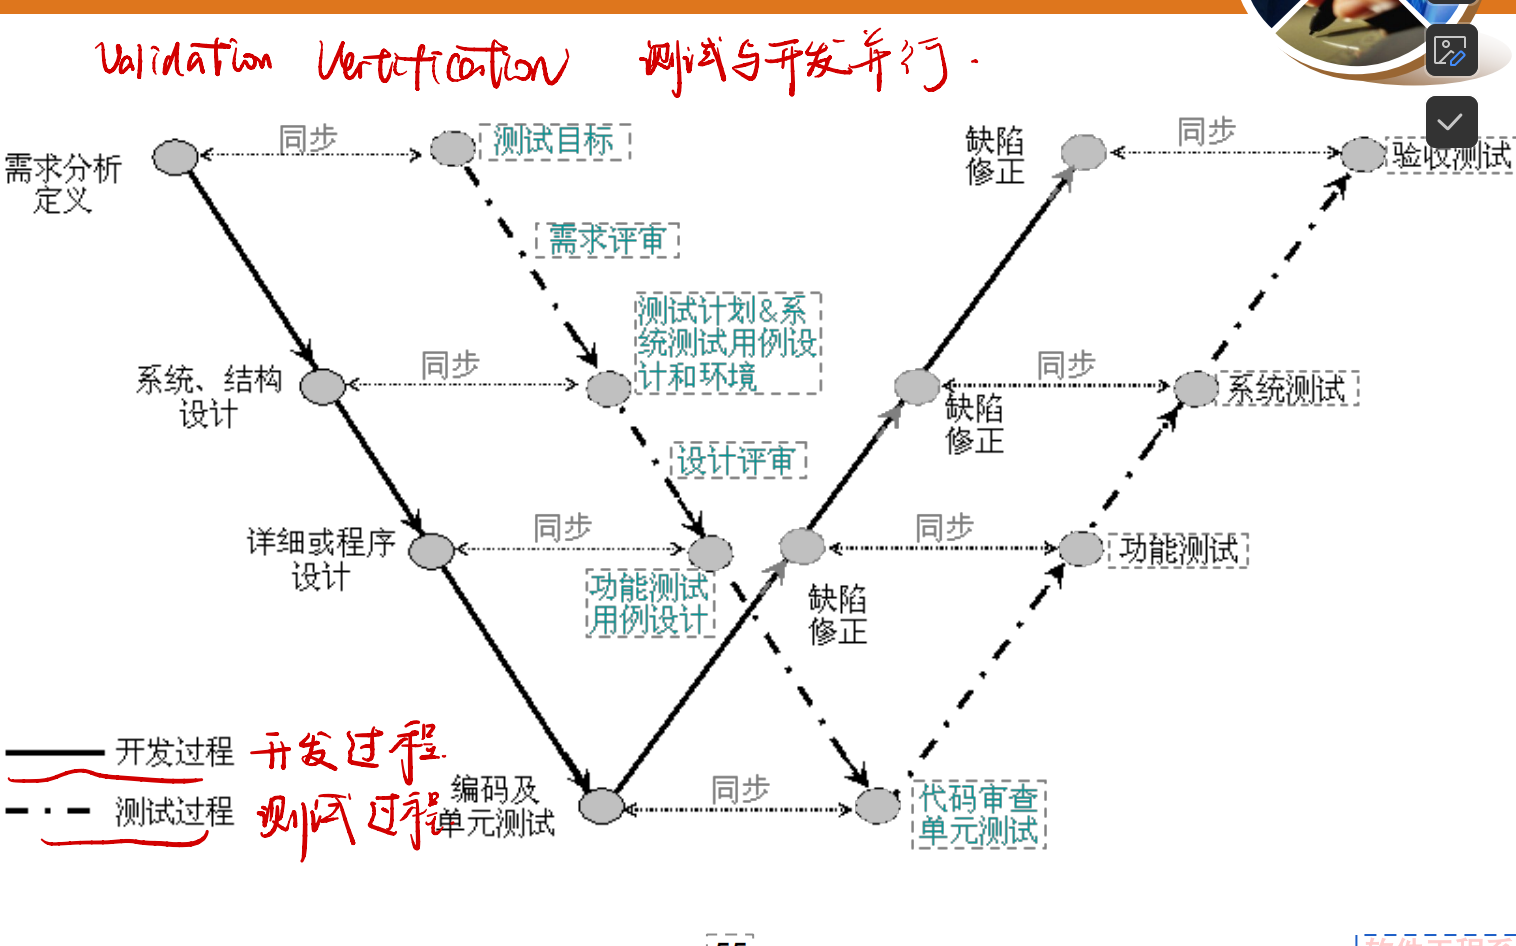 Validation Vertification 测试与开发并行.
同步
测试目标
缺陷
修正
同步
验收测试
需求分析
定义
需求评审
测试计划&系
统测试用例设
计和环境
系统、结构
设计
同步
同步
系统测试
缺陷
修正
设计评审
详细或程序
设计
同步
同步
功能测试
功能测试
用例设计
缺陷
修正
开发过程 开发过程.
测试过程 测试过程.
编码及
单元测试
同步
代码审查
单元测试